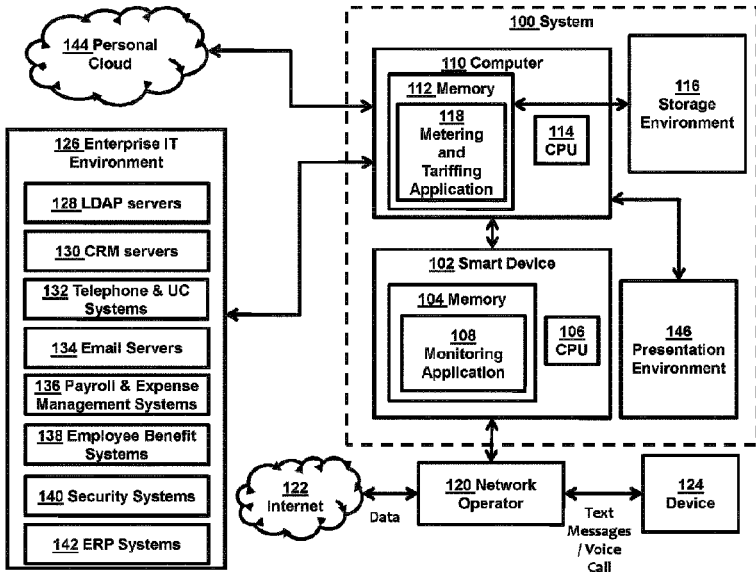 144 Personal
Cloud
126 Enterprise IT
Environment
128 LDAP servers
130 CRM servers
132 Telephone & UC
Systems
134 Email Servers
136 Payroll & Expense
Management Systems
138 Employee Benefit
Systems
140 Security Systems
142 ERP Systems
100 System
110 Computer
112 Memory
118
Metering
and
Tariffing
Application
114
CPU
116
Storage
Environment
102 Smart Device
104 Memory
108
Monitoring
Application
106
CPU
146
Presentation
Environment
122
Internet
Data
120 Network
Operator
Text
Messages
/ Voice
Call
124
Device